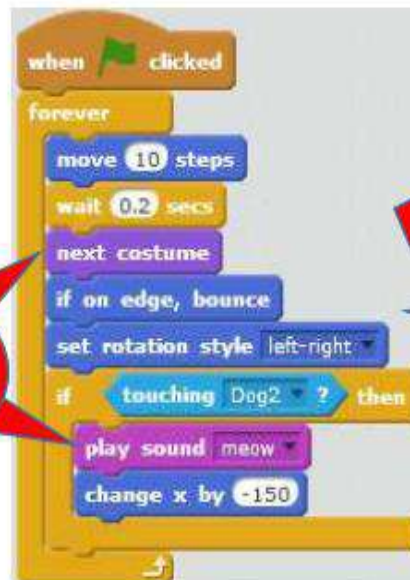 when clicked
forever
move 10 steps
wait 0.2 secs
next costume
if on edge, bounce
set rotation style left-right
if touching Dog2 ? then
play sound meow
change x by -150